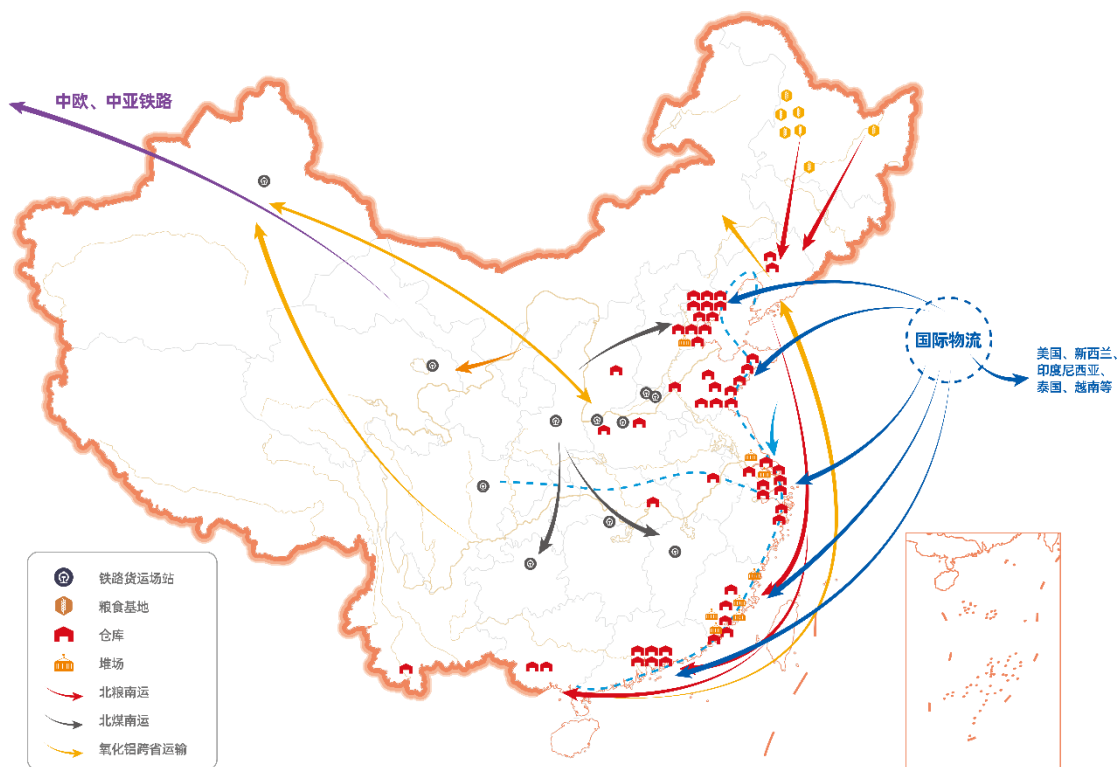 中欧、中亚铁路
国际物流
美国、新西兰、
印度尼西亚、
泰国、越南等
铁路货运场站
粮食基地
仓库
堆场
北粮南运
北煤南运
氧化铝跨省运输